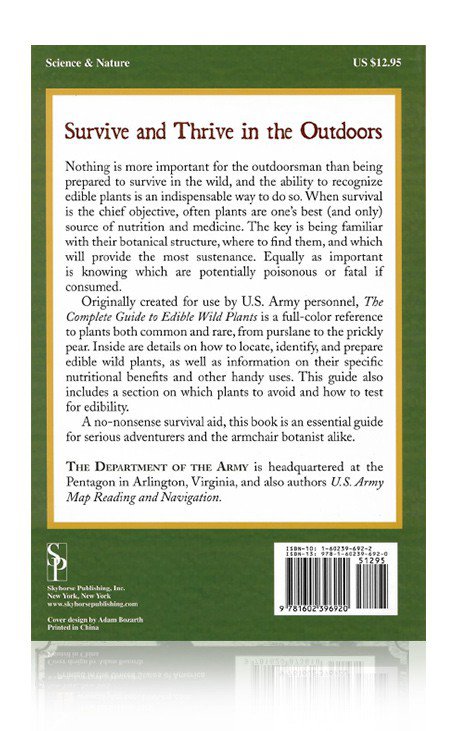 Science & Nature
US $12.95
Survive and Thrive in the Outdoors
Nothing is more important for the outdoorsman than being
prepared to survive in the wild, and the ability to recognize
edible plants is an indispensable way to do so. When survival
is the chief objective, often plants are one's best (and only)
source of nutrition and medicine. The key is being familiar
with their botanical structure, where to find them, and which
will provide the most sustenance. Equally as important
is knowing which are potentially poisonous or fatal if
consumed.
Originally created for use by U.S. Army personnel, The
Complete Guide to Edible Wild Plants is a full-color reference
to plants both common and rare, from purslane to the prickly
pear. Inside are details on how to locate, identify, and prepare
edible wild plants, as well as information on their specific
nutritional benefits and other handy uses. This guide also
includes a section on which plants to avoid and how to test
for edibility.
A no-nonsense survival aid, this book is an essential guide
for serious adventurers and the armchair botanist alike.
THE DEPARTMENT OF THE ARMY is headquartered at the
Pentagon in Arlington, Virginia, and also authors U.S. Army
Map Reading and Navigation.
SP
Skyhorse Publishing, Inc.
New York, New York
www.skyhorsepublishing.com
Cover design by Adam Bozarth
Printed in China
ISBN-10: 1-60239-692-2
ISBN-13: 978-1-60239-692-0
51295
9 781602 396920